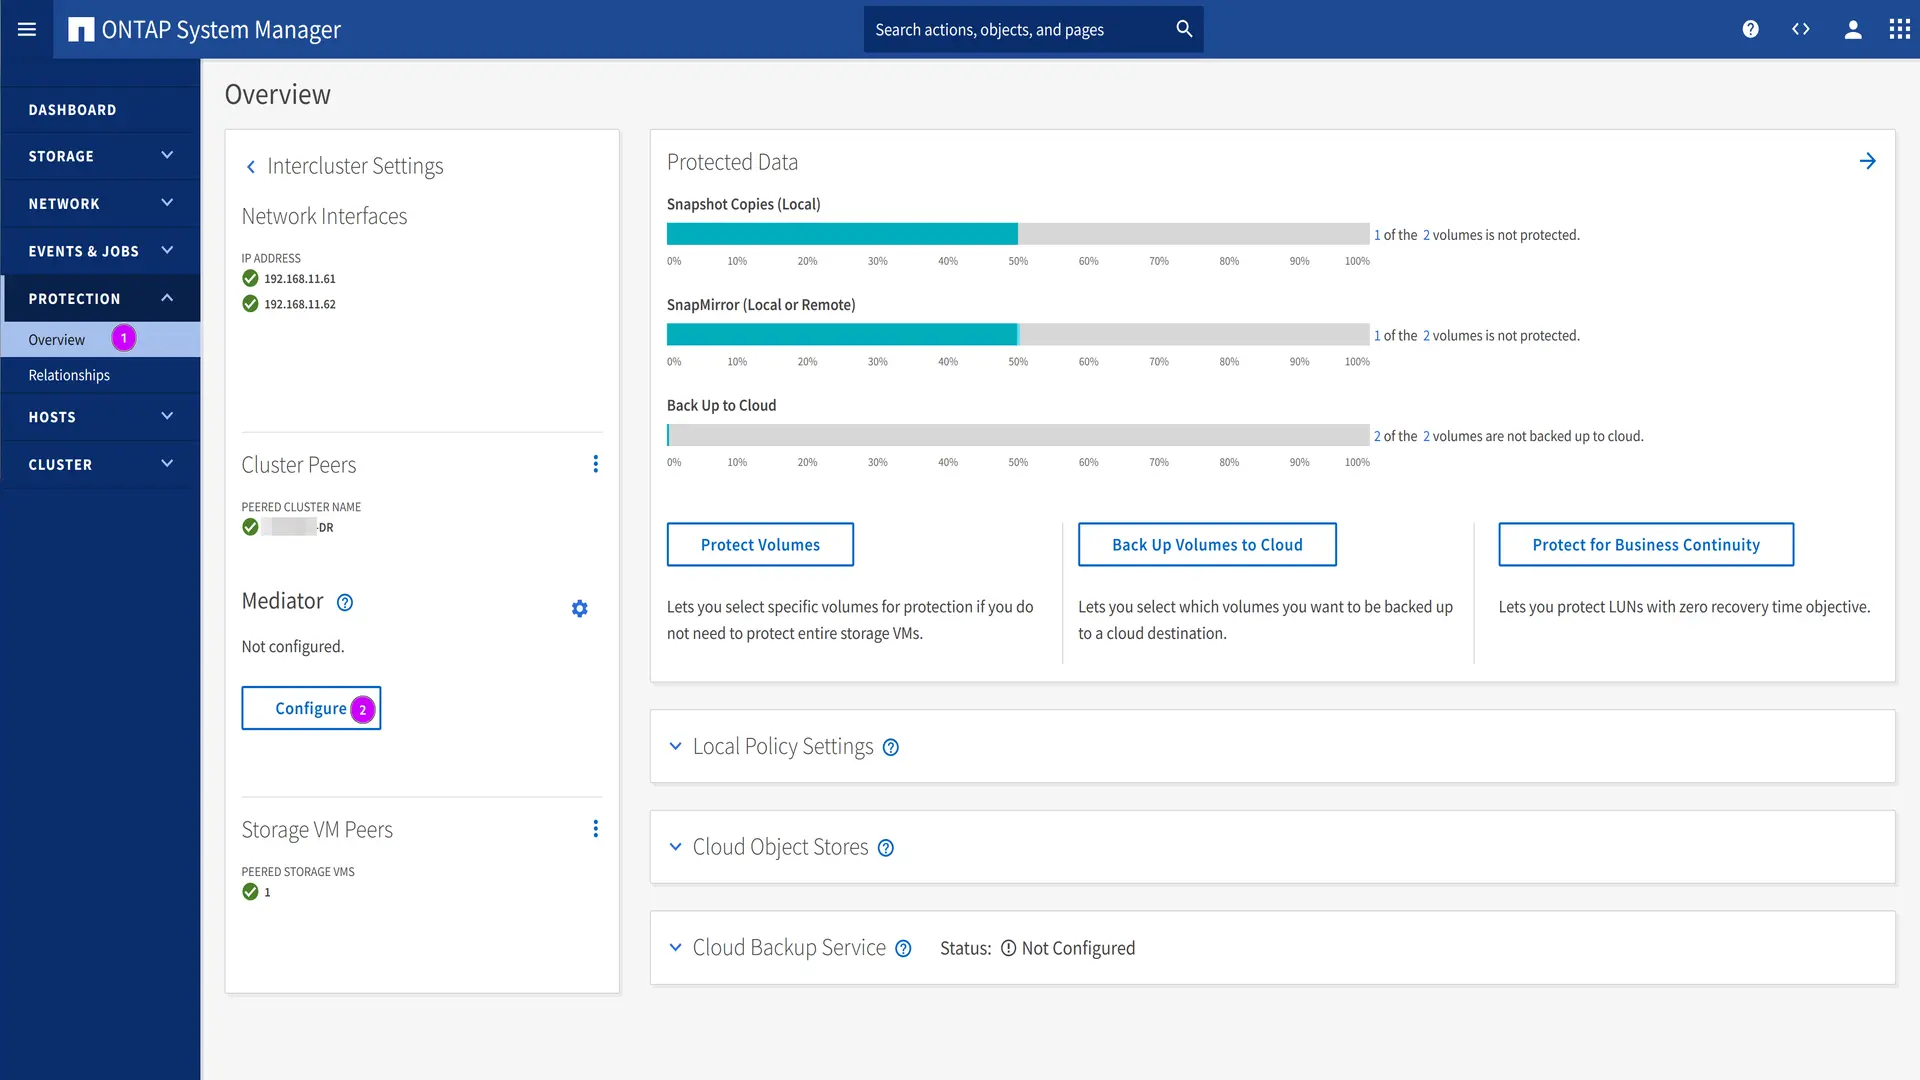 ONTAP System Manager
Search actions, objects, and pages
DASHBOARD
STORAGE
NETWORK
EVENTS & JOBS
PROTECTION
Overview 1
Relationships
HOSTS
CLUSTER
Overview
Intercluster Settings
Network Interfaces
IP ADDRESS
192.168.11.61
192.168.11.62
Cluster Peers
PEERED CLUSTER NAME
-DR
Mediator
Not configured.
Configure 2
Storage VM Peers
PEERED STORAGE VMS
1
Protected Data
Snapshot Copies (Local)
1 of the 2 volumes is not protected.
0% 10% 20% 30% 40% 50% 60% 70% 80% 90% 100%
SnapMirror (Local or Remote)
1 of the 2 volumes is not protected.
0% 10% 20% 30% 40% 50% 60% 70% 80% 90% 100%
Back Up to Cloud
2 of the 2 volumes are not backed up to cloud.
0% 10% 20% 30% 40% 50% 60% 70% 80% 90% 100%
Protect Volumes
Lets you select specific volumes for protection if you do
not need to protect entire storage VMs.
Back Up Volumes to Cloud
Lets you select which volumes you want to be backed up
to a cloud destination.
Protect for Business Continuity
Lets you protect LUNs with zero recovery time objective.
Local Policy Settings
Cloud Object Stores
Cloud Backup Service Status: Not Configured